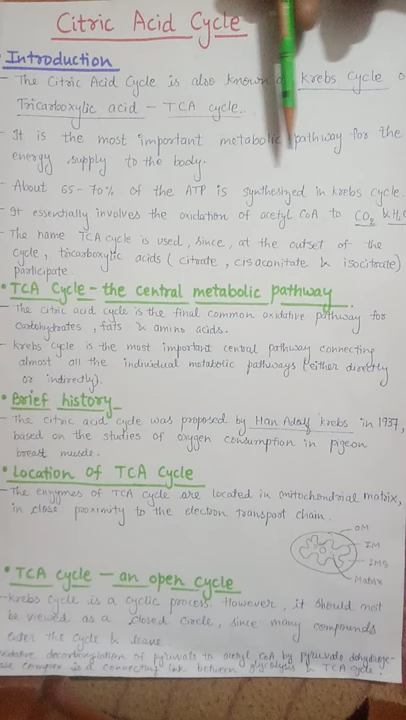 Citric Acid Cycle
Introduction
- The Citric Acid Cycle is also known krebs cycle
Tricarboxylic acid - TCA cycle.
- It is the most important metabolic pathway for the
energy supply to the body.
- About 65-70% of the ATP is synthesized in krebs cycle.
- It essentially involves the oxidation of acetyl CoA to CO2 & H2O
- The name TCA cycle is used, since, at the outset of the
cycle, tricarboxylic acids (citrate, cis aconitate & isocitrate)
participate
• TCA Cycle - the central metabolic pathway
- The citric acid cycle is the final common oxidative pathway for
carbohydrates, fats & amino acids.
- Krebs cycle is the most important central pathway connecting
almost all the individual metabolic pathways (either directly
or indirectly).
• Brief history
- The citric acid cycle was proposed by Han Adolf Krebs in 1937,
based on the studies of oxygen consumption in pigeon
breast muscle.
• Location of TCA Cycle
- The enzymes of TCA cycle are located in mitochondrial matrix,
in close proximity to the electron transport chain.
OM
IM
IMS
Matrix
• TCA cycle - an open cycle
- Krebs cycle is a cyclic process. However, it should not
be viewed as a closed circle, since many compounds
enter the cycle & leave.
oxidative decarboxylation of pyruvate to acetyl CoA by pyruvate dehydroge-
complex is a connecting link between glycolysis & TCA cycle.